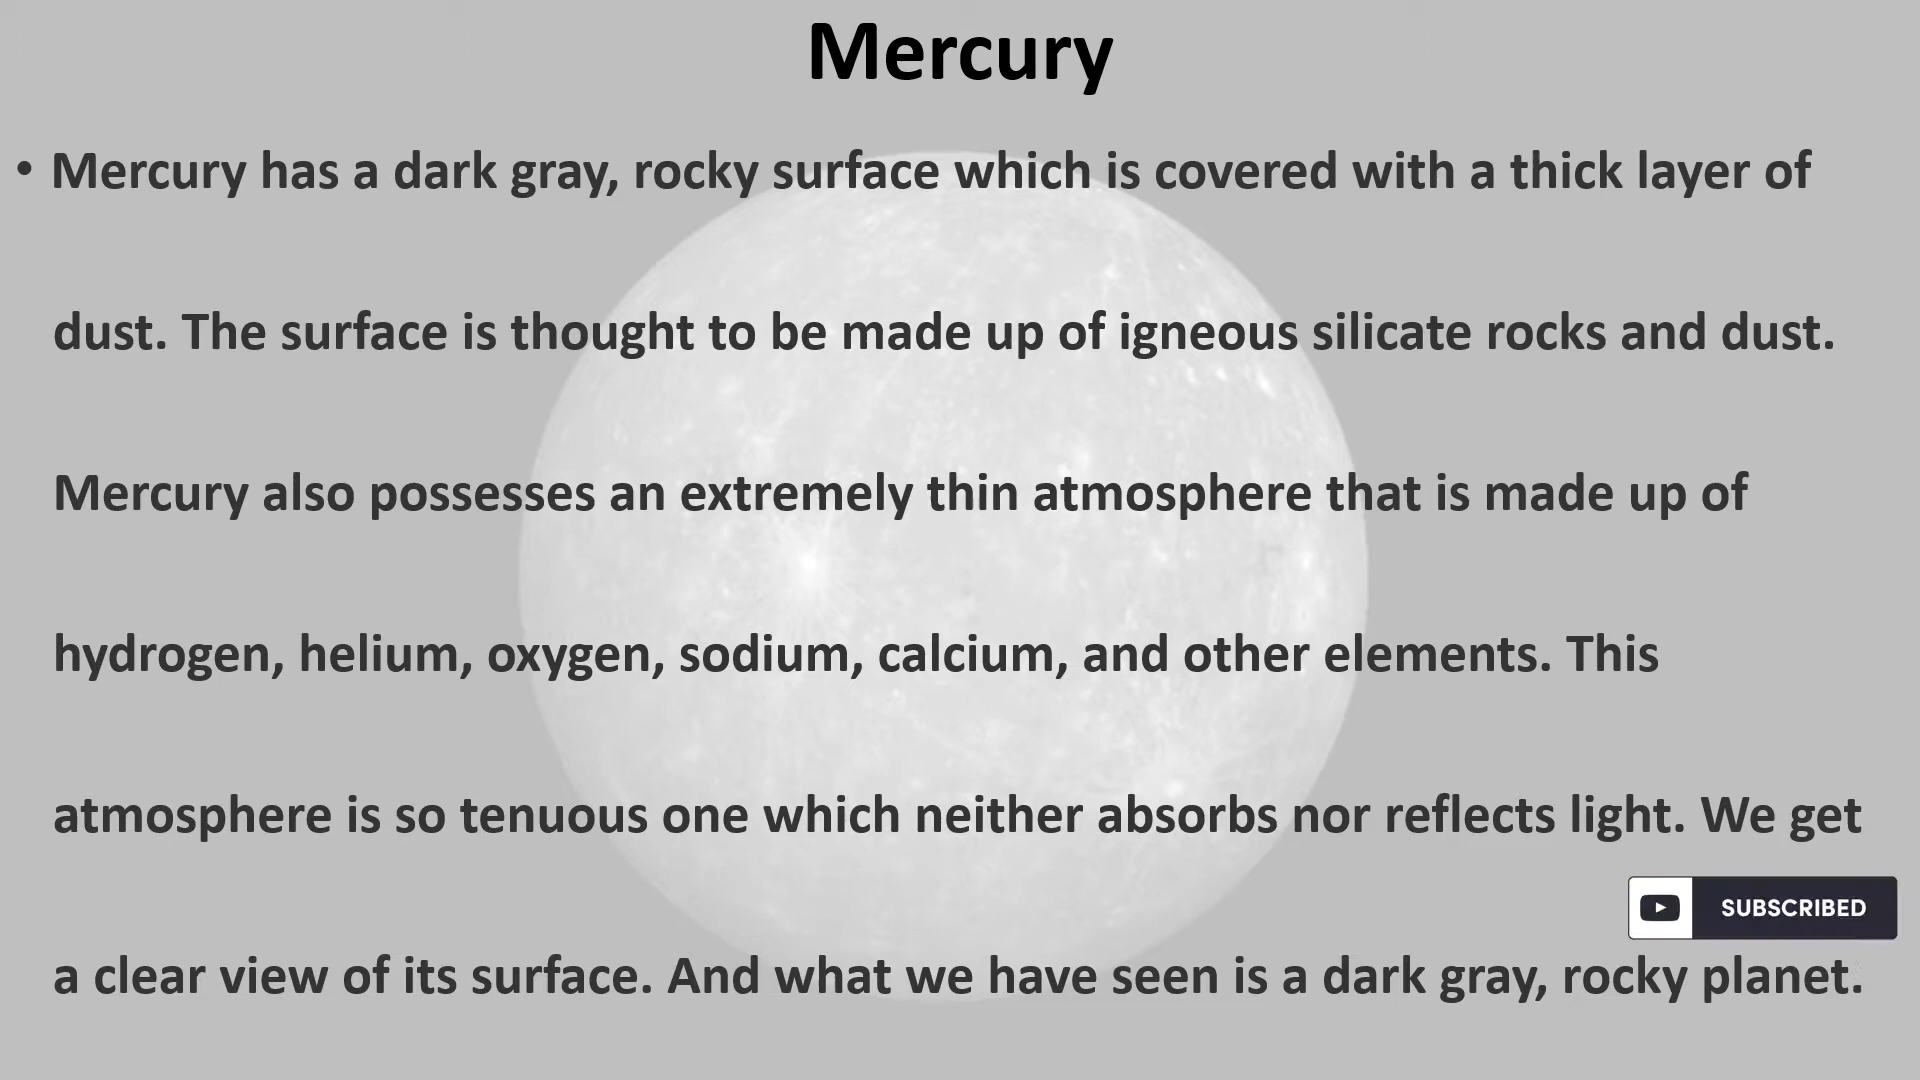 Mercury
• Mercury has a dark gray, rocky surface which is covered with a thick layer of
dust. The surface is thought to be made up of igneous silicate rocks and dust.
Mercury also possesses an extremely thin atmosphere that is made up of
hydrogen, helium, oxygen, sodium, calcium, and other elements. This
atmosphere is so tenuous one which neither absorbs nor reflects light. We get
SUBSCRIBED
a clear view of its surface. And what we have seen is a dark gray, rocky planet.